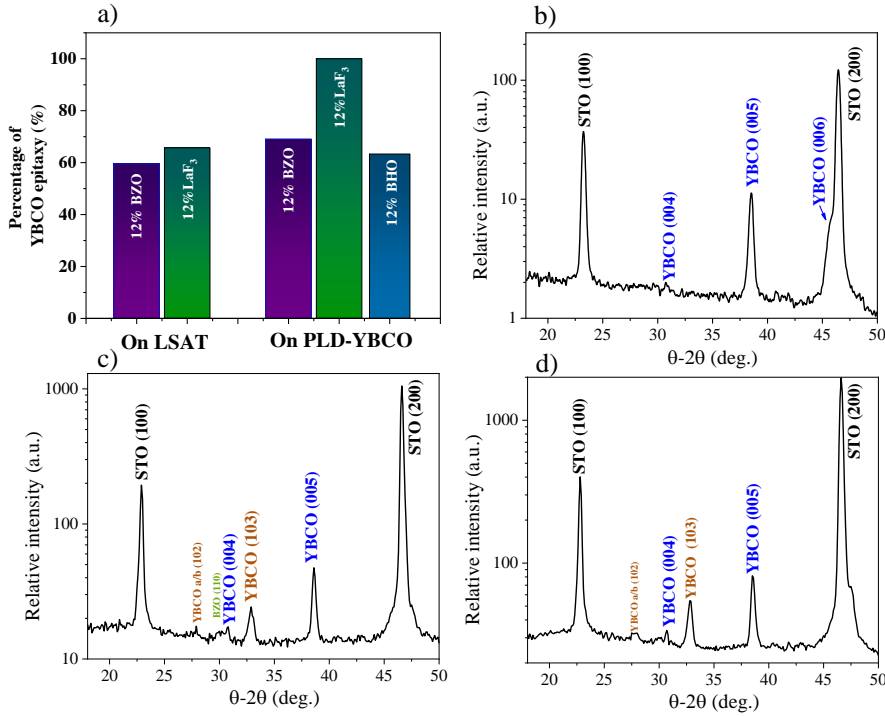 a)
Percentage of
YBCO epitaxy (%)
100
80
60
40
20
0
12% BZO
12%LaF3
12% BZO
12%LaF3
12% BHO
On LSAT
On PLD-YBCO
b)
Relative intensity (a.u.)
100
10
1
STO (100)
YBCO (004)
YBCO (005)
YBCO (006)
STO (200)
20 25 30 35 40 45 50
θ-2θ (deg.)
c)
Relative intensity (a.u.)
1000
100
10
STO (100)
YBCO a/b (102)
BZO (110)
YBCO (004)
YBCO (103)
YBCO (005)
STO (200)
20 25 30 35 40 45 50
θ-2θ (deg.)
d)
Relative intensity (a.u.)
1000
100
STO (100)
YBCO a/b (102)
YBCO (004)
YBCO (103)
YBCO (005)
STO (200)
20 25 30 35 40 45 50
θ-2θ (deg.)